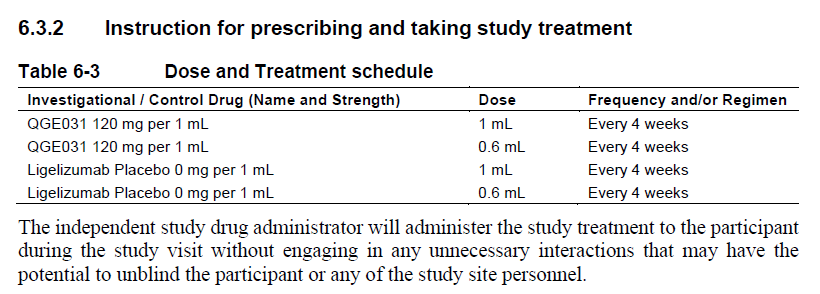 6.3.2 Instruction for prescribing and taking study treatment
Table 6-3 Dose and Treatment schedule
Investigational / Control Drug (Name and Strength) Dose Frequency and/or Regimen
QGE031 120 mg per 1 mL 1 mL Every 4 weeks
QGE031 120 mg per 1 mL 0.6 mL Every 4 weeks
Ligelizumab Placebo 0 mg per 1 mL 1 mL Every 4 weeks
Ligelizumab Placebo 0 mg per 1 mL 0.6 mL Every 4 weeks
The independent study drug administrator will administer the study treatment to the participant
during the study visit without engaging in any unnecessary interactions that may have the
potential to unblind the participant or any of the study site personnel.